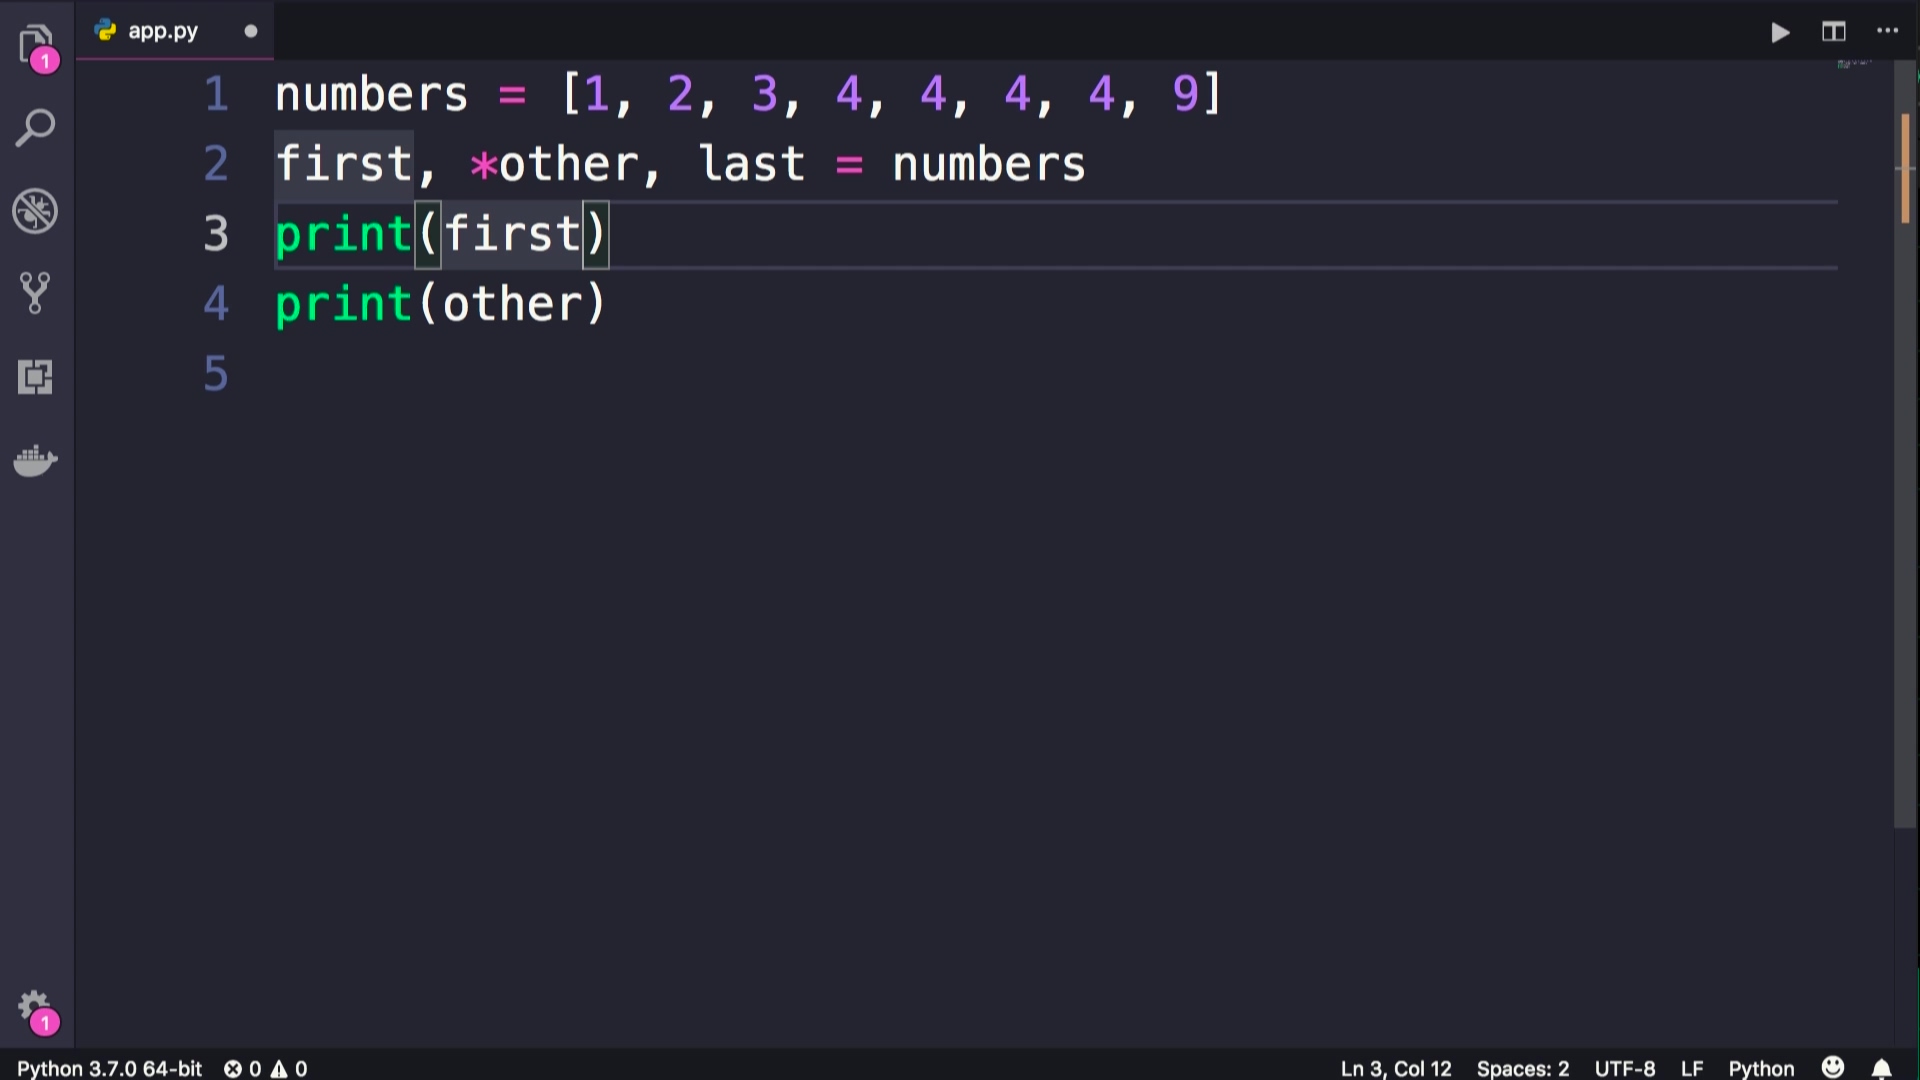 1
app.py
1 numbers = [1, 2, 3, 4, 4, 4, 4, 9]
2 first, *other, last = numbers
3 print(first)
4 print(other)
5
1
Python 3.7.0 64-bit 0 0 Ln 3, Col 12 Spaces: 2 UTF-8 LF Python